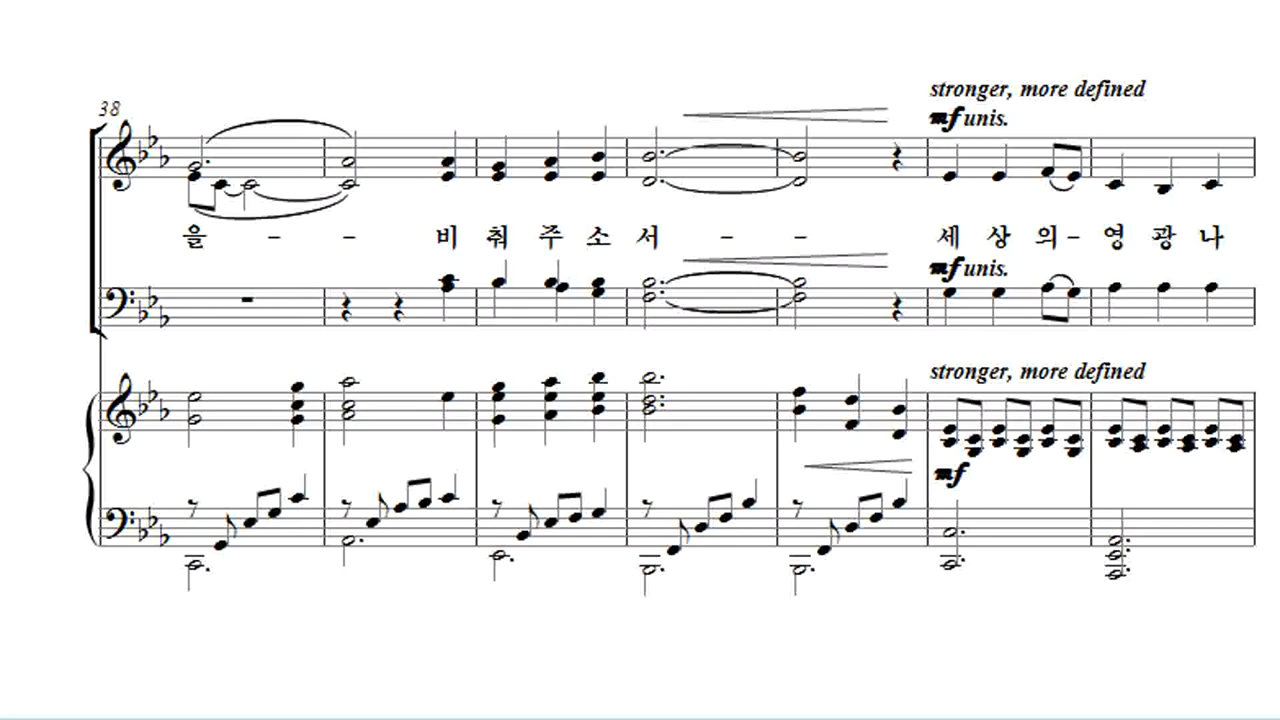 stronger, more defined
38
mf unis.
을 - - 비 춰 주 소 서 - - 세 상 의 - 영 광 나
mf unis.
stronger, more defined
mf